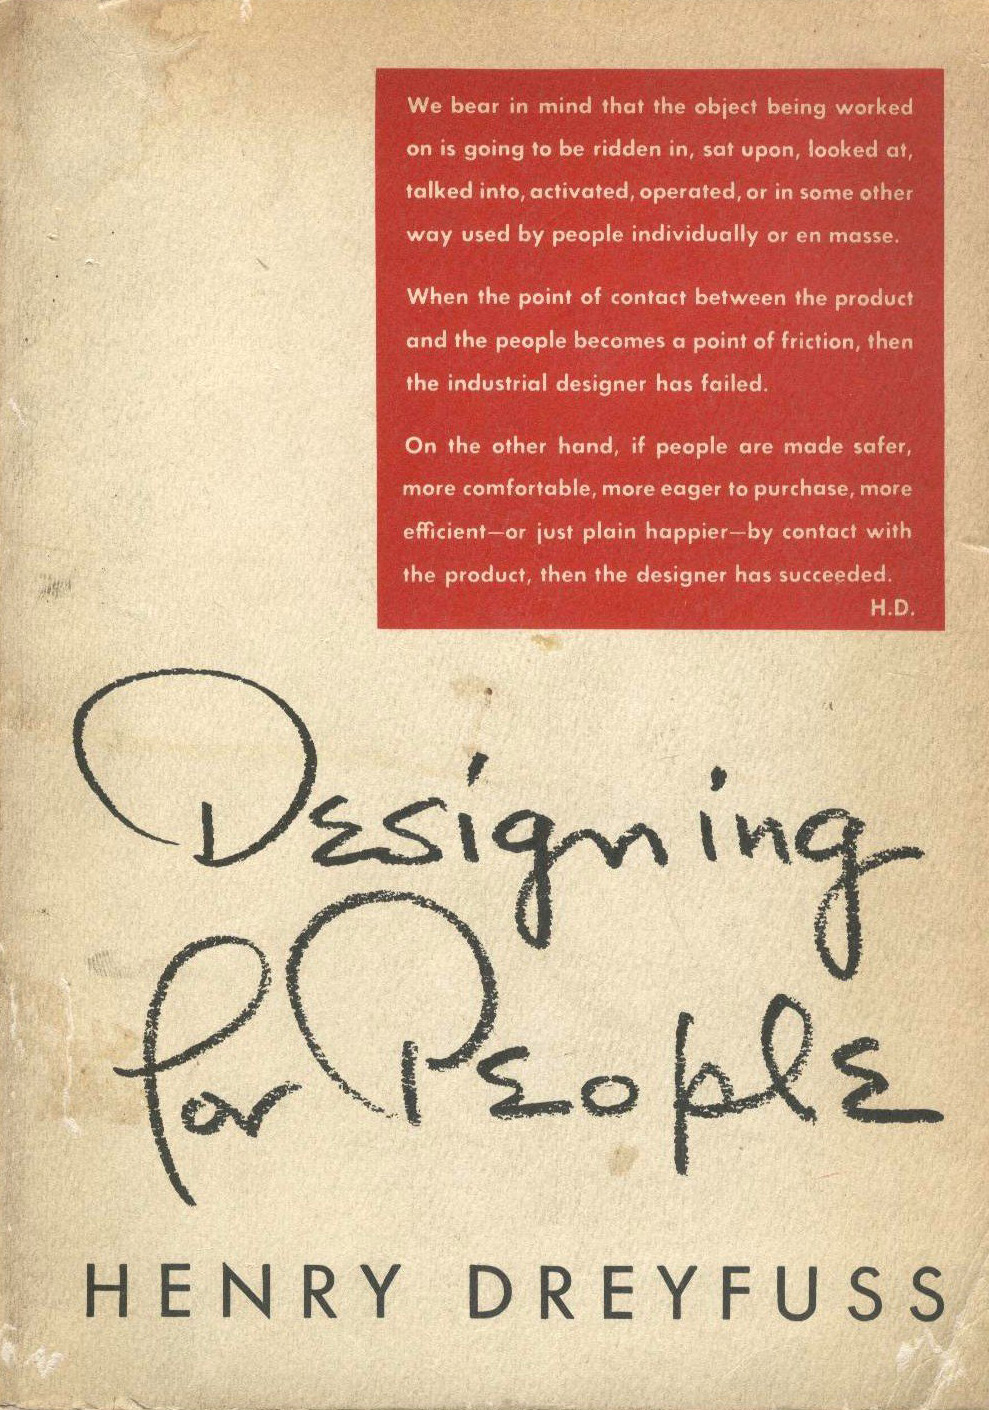 We bear in mind that the object being worked
on is going to be ridden in, sat upon, looked at,
talked into, activated, operated, or in some other
way used by people individually or en masse.
When the point of contact between the product
and the people becomes a point of friction, then
the industrial designer has failed.
On the other hand, if people are made safer,
more comfortable, more eager to purchase, more
efficient—or just plain happier—by contact with
the product, then the designer has succeeded.
H.D.
Designing
for People
HENRY DREYFUSS